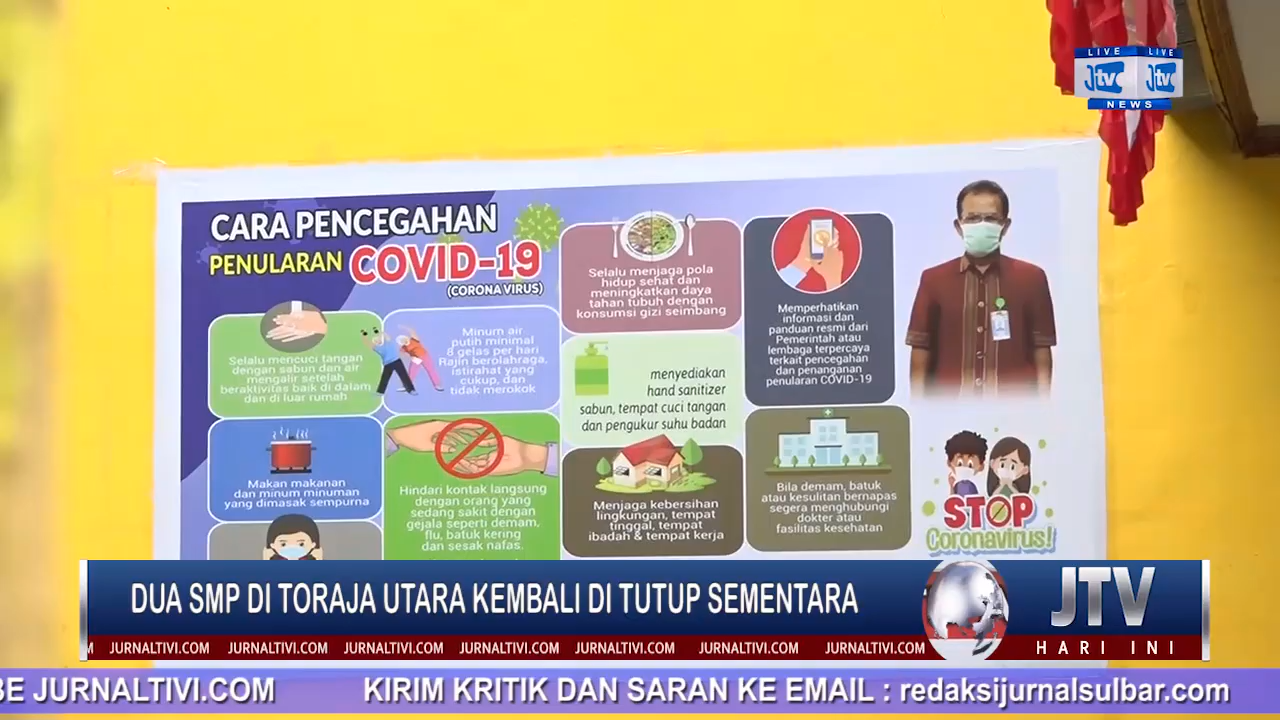 LIVE LIVE
Jtv Jtv
NEWS
CARA PENCEGAHAN
PENULARAN COVID-19
(CORONA VIRUS)
Selalu mencuci tangan
dengan sabun dan air
mengalir setelah
beraktivitas baik di dalam
dan di luar rumah
Minum air
putih minimal
8 gelas per hari
Rajin berolahraga,
istirahat yang
cukup, dan
tidak merokok
Selalu menjaga pola
hidup sehat dan
meningkatkan daya
tahan tubuh dengan
konsumsi gizi seimbang
Memperhatikan
informasi dan
panduan resmi dari
Pemerintah atau
lembaga terpercaya
terkait pencegahan
dan penanganan
penularan COVID-19
menyediakan
hand sanitizer
sabun, tempat cuci tangan
dan pengukur suhu badan
Makan makanan
dan minum minuman
yang dimasak sempurna
Hindari kontak langsung
dengan orang yang
sedang sakit dengan
gejala seperti demam,
flu, batuk kering
dan sesak nafas.
Menjaga kebersihan
lingkungan, tempat
tinggal, tempat
ibadah & tempat kerja
Bila demam, batuk
atau kesulitan bernapas
segera menghubungi
dokter atau
fasilitas kesehatan
STOP
Coronavirus!
DUA SMP DI TORAJA UTARA KEMBALI DI TUTUP SEMENTARA
JTV
HARI INI
M JURNALTIVI.COM JURNALTIVI.COM JURNALTIVI.COM JURNALTIVI.COM JURNALTIVI.COM JURNALTIVI.COM JURNALTIVI.COM
BE JURNALTIVI.COM KIRIM KRITIK DAN SARAN KE EMAIL : redaksijurnalsulbar.com